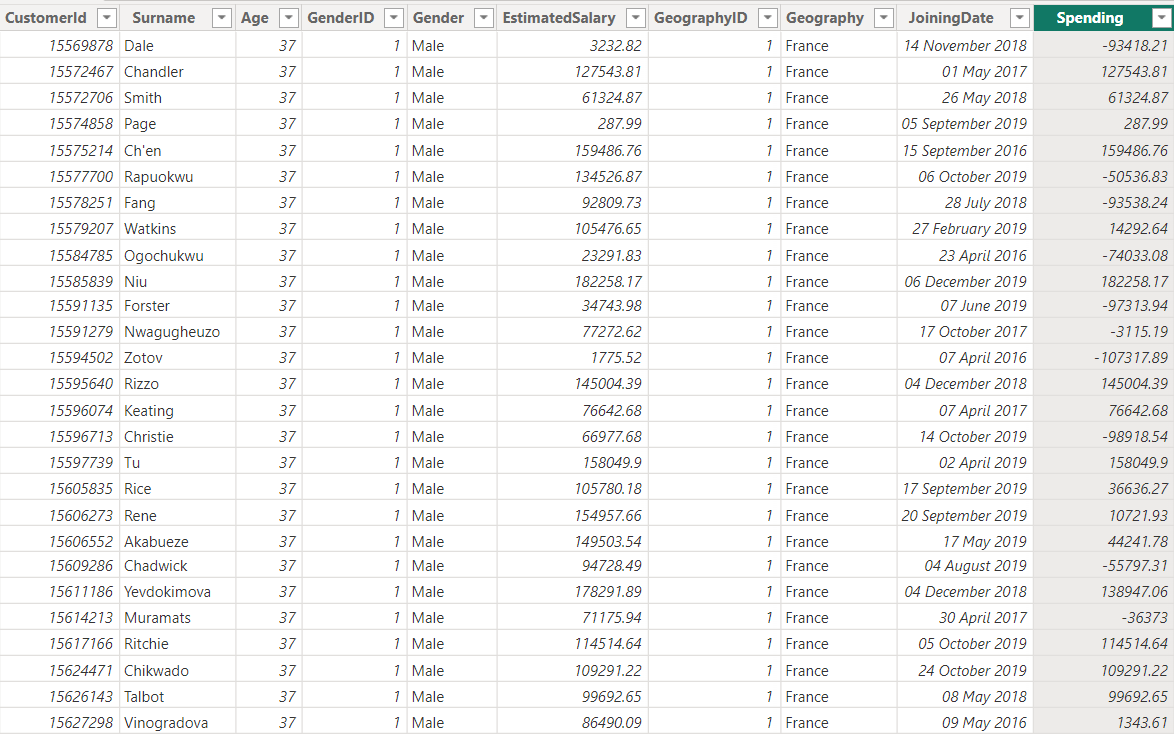 CustomerId Surname Age GenderID Gender EstimatedSalary GeographyID Geography JoiningDate Spending
15569878 Dale 37 1 Male 3232.82 1 France 14 November 2018 -93418.21
15572467 Chandler 37 1 Male 127543.81 1 France 01 May 2017 127543.81
15572706 Smith 37 1 Male 61324.87 1 France 26 May 2018 61324.87
15574858 Page 37 1 Male 287.99 1 France 05 September 2019 287.99
15575214 Ch'en 37 1 Male 159486.76 1 France 15 September 2016 159486.76
15577700 Rapuokwu 37 1 Male 134526.87 1 France 06 October 2019 -50536.83
15578251 Fang 37 1 Male 92809.73 1 France 28 July 2018 -93538.24
15579207 Watkins 37 1 Male 105476.65 1 France 27 February 2019 14292.64
15584785 Ogochukwu 37 1 Male 23291.83 1 France 23 April 2016 -74033.08
15585839 Niu 37 1 Male 182258.17 1 France 06 December 2019 182258.17
15591135 Forster 37 1 Male 34743.98 1 France 07 June 2019 -97313.94
15591279 Nwagugheuzo 37 1 Male 77272.62 1 France 17 October 2017 -3115.19
15594502 Zotov 37 1 Male 1775.52 1 France 07 April 2016 -107317.89
15595640 Rizzo 37 1 Male 145004.39 1 France 04 December 2018 145004.39
15596074 Keating 37 1 Male 76642.68 1 France 07 April 2017 76642.68
15596713 Christie 37 1 Male 66977.68 1 France 14 October 2019 -98918.54
15597739 Tu 37 1 Male 158049.9 1 France 02 April 2019 158049.9
15605835 Rice 37 1 Male 105780.18 1 France 17 September 2019 36636.27
15606273 Rene 37 1 Male 154957.66 1 France 20 September 2019 10721.93
15606552 Akabueze 37 1 Male 149503.54 1 France 17 May 2019 44241.78
15609286 Chadwick 37 1 Male 94728.49 1 France 04 August 2019 -55797.31
15611186 Yevdokimova 37 1 Male 178291.89 1 France 04 December 2018 138947.06
15614213 Muramats 37 1 Male 71175.94 1 France 30 April 2017 -36373
15617166 Ritchie 37 1 Male 114514.64 1 France 05 October 2019 114514.64
15624471 Chikwado 37 1 Male 109291.22 1 France 24 October 2019 109291.22
15626143 Talbot 37 1 Male 99692.65 1 France 08 May 2018 99692.65
15627298 Vinogradova 37 1 Male 86490.09 1 France 09 May 2016 1343.61